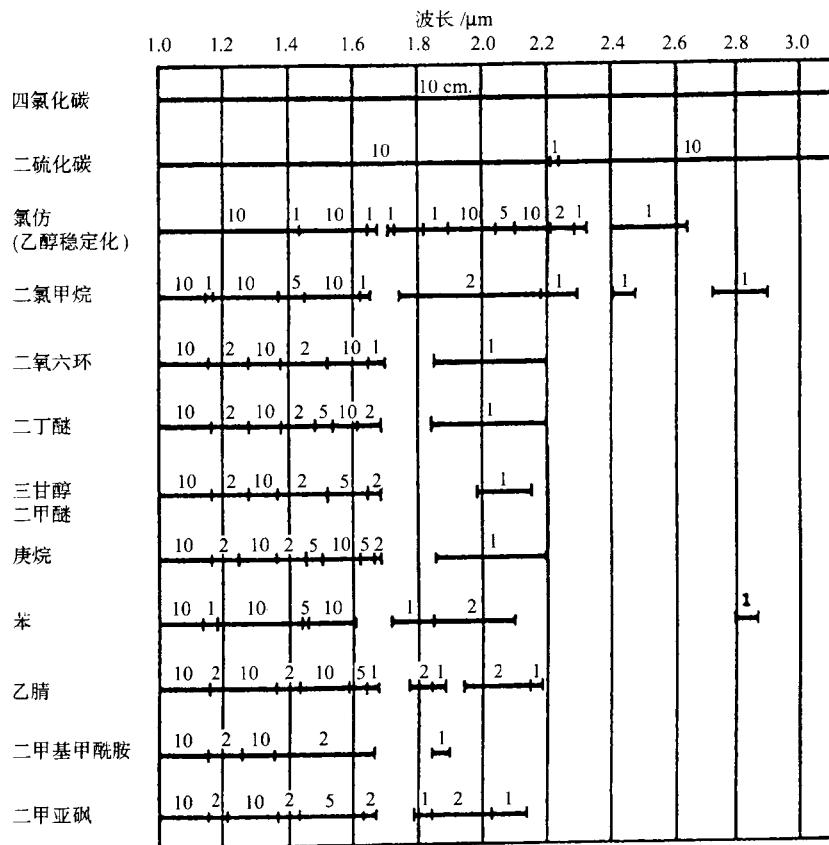 波长 /μm
1.0 1.2 1.4 1.6 1.8 2.0 2.2 2.4 2.6 2.8 3.0
四氯化碳 10 cm.
二硫化碳 10 1 10
氯仿 10 1 10 1 1 1 10 5 10 2 1 1
(乙醇稳定化)
二氯甲烷 10 1 10 5 10 1 2 1 1 1
二氧六环 10 2 10 2 10 1 1
二丁醚 10 2 10 2 5 10 2 1
三甘醇 10 2 10 2 5 2 1
二甲醚
庚烷 10 2 10 2 5 10 5 2 1
苯 10 1 10 5 10 1 2 1
乙腈 10 2 10 2 10 5 1 2 1 2 1
二甲基甲酰胺 10 2 10 2 1
二甲亚砜 10 2 10 2 5 2 1 2 1